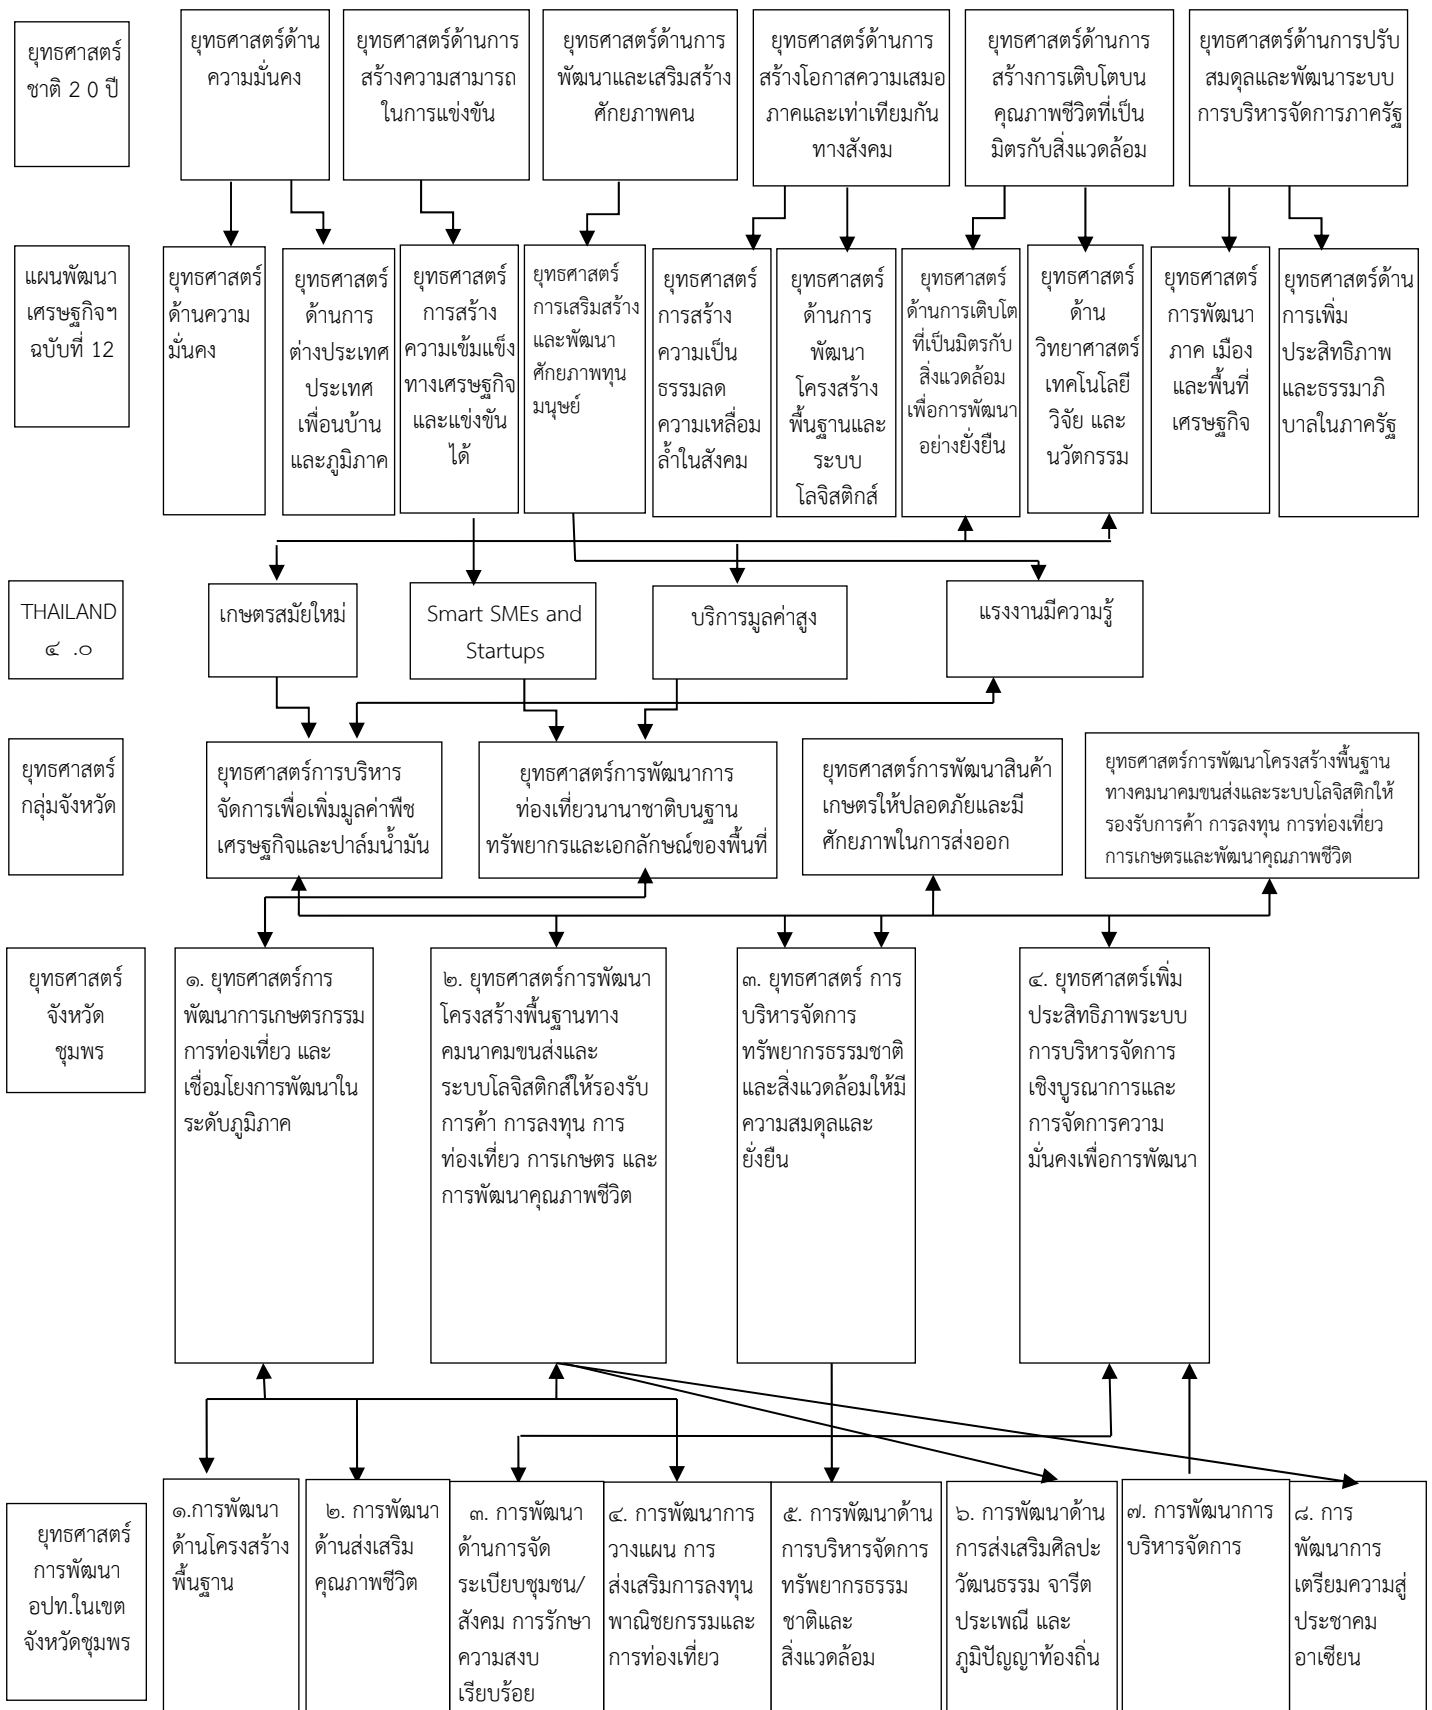 ยุทธศาสตร์
ชาติ 2 0 ปี
ยุทธศาสตร์ด้าน
ความมั่นคง
ยุทธศาสตร์ด้านการ
สร้างความสามารถ
ในการแข่งขัน
ยุทธศาสตร์ด้านการ
พัฒนาและเสริมสร้าง
ศักยภาพคน
ยุทธศาสตร์ด้านการ
สร้างโอกาสความเสมอ
ภาคและเท่าเทียมกัน
ทางสังคม
ยุทธศาสตร์ด้านการ
สร้างการเติบโตบน
คุณภาพชีวิตที่เป็น
มิตรกับสิ่งแวดล้อม
ยุทธศาสตร์ด้านการปรับ
สมดุลและพัฒนาระบบ
การบริหารจัดการภาครัฐ
แผนพัฒนา
เศรษฐกิจฯ
ฉบับที่ 12
ยุทธศาสตร์
ด้านความ
มั่นคง
ยุทธศาสตร์
ด้านการ
ต่างประเทศ
ประเทศ
เพื่อนบ้าน
และภูมิภาค
ยุทธศาสตร์
การสร้าง
ความเข้มแข็ง
ทางเศรษฐกิจ
และแข่งขัน
ได้
ยุทธศาสตร์
การเสริมสร้าง
และพัฒนา
ศักยภาพทุน
มนุษย์
ยุทธศาสตร์
การสร้าง
ความเป็น
ธรรมลด
ความเหลื่อม
ล้ำในสังคม
ยุทธศาสตร์
ด้านการ
พัฒนา
โครงสร้าง
พื้นฐานและ
ระบบ
โลจิสติกส์
ยุทธศาสตร์
ด้านการเติบโต
ที่เป็นมิตรกับ
สิ่งแวดล้อม
เพื่อการพัฒนา
อย่างยั่งยืน
ยุทธศาสตร์
ด้าน
วิทยาศาสตร์
เทคโนโลยี
วิจัย และ
นวัตกรรม
ยุทธศาสตร์
การพัฒนา
ภาค เมือง
และพื้นที่
เศรษฐกิจ
ยุทธศาสตร์ด้าน
การเพิ่ม
ประสิทธิภาพ
และธรรมาภิ
บาลในภาครัฐ
THAILAND
๔ .๐
เกษตรสมัยใหม่
Smart SMEs and
Startups
บริการมูลค่าสูง
แรงงานมีความรู้
ยุทธศาสตร์
กลุ่มจังหวัด
ยุทธศาสตร์การบริหาร
จัดการเพื่อเพิ่มมูลค่าพืช
เศรษฐกิจและปาล์มน้ำมัน
ยุทธศาสตร์การพัฒนาการ
ท่องเที่ยวนานาชาติบนฐาน
ทรัพยากรและเอกลักษณ์ของพื้นที่
ยุทธศาสตร์การพัฒนาสินค้า
เกษตรให้ปลอดภัยและมี
ศักยภาพในการส่งออก
ยุทธศาสตร์การพัฒนาโครงสร้างพื้นฐาน
ทางคมนาคมขนส่งและระบบโลจิสติกให้
รองรับการค้า การลงทุน การท่องเที่ยว
การเกษตรและพัฒนาคุณภาพชีวิต
ยุทธศาสตร์
จังหวัด
ชุมพร
๑. ยุทธศาสตร์การ
พัฒนาการเกษตรกรรม
การท่องเที่ยว และ
เชื่อมโยงการพัฒนาใน
ระดับภูมิภาค
๒. ยุทธศาสตร์การพัฒนา
โครงสร้างพื้นฐานทาง
คมนาคมขนส่งและ
ระบบโลจิสติกส์ให้รองรับ
การค้า การลงทุน การ
ท่องเที่ยว การเกษตร และ
การพัฒนาคุณภาพชีวิต
๓. ยุทธศาสตร์ การ
บริหารจัดการ
ทรัพยากรธรรมชาติ
และสิ่งแวดล้อมให้มี
ความสมดุลและ
ยั่งยืน
๔. ยุทธศาสตร์เพิ่ม
ประสิทธิภาพระบบ
การบริหารจัดการ
เชิงบูรณาการและ
การจัดการความ
มั่นคงเพื่อการพัฒนา
ยุทธศาสตร์
การพัฒนา
อปท.ในเขต
จังหวัดชุมพร
๑.การพัฒนา
ด้านโครงสร้าง
พื้นฐาน
๒. การพัฒนา
ด้านส่งเสริม
คุณภาพชีวิต
๓. การพัฒนา
ด้านการจัด
ระเบียบชุมชน/
สังคม การรักษา
ความสงบ
เรียบร้อย
๔. การพัฒนาการ
วางแผน การ
ส่งเสริมการลงทุน
พาณิชยกรรมและ
การท่องเที่ยว
๕. การพัฒนาด้าน
การบริหารจัดการ
ทรัพยากรธรรม
ชาติและ
สิ่งแวดล้อม
๖. การพัฒนาด้าน
การส่งเสริมศิลปะ
วัฒนธรรม จารีต
ประเพณี และ
ภูมิปัญญาท้องถิ่น
๗. การพัฒนาการ
บริหารจัดการ
๘. การ
พัฒนาการ
เตรียมความสู่
ประชาคม
อาเซียน